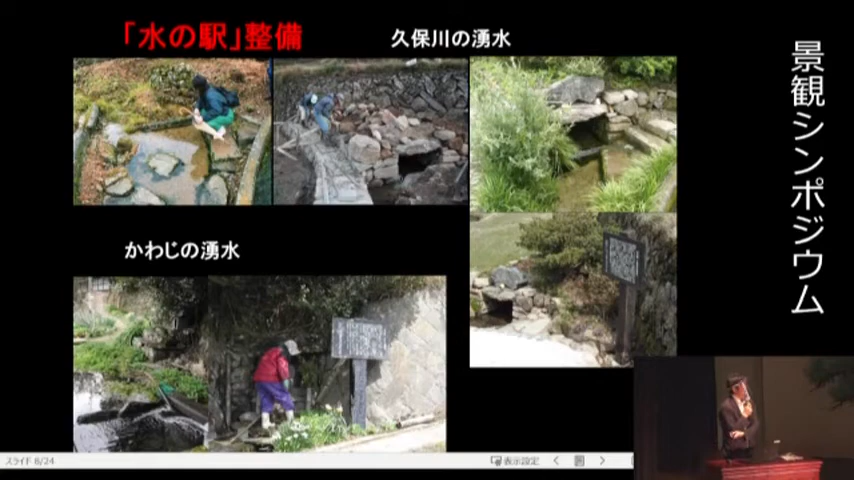 「水の駅」整備
久保川の湧水
景観シンポジウム
かわじの湧水
スライド 8/24
表示設定